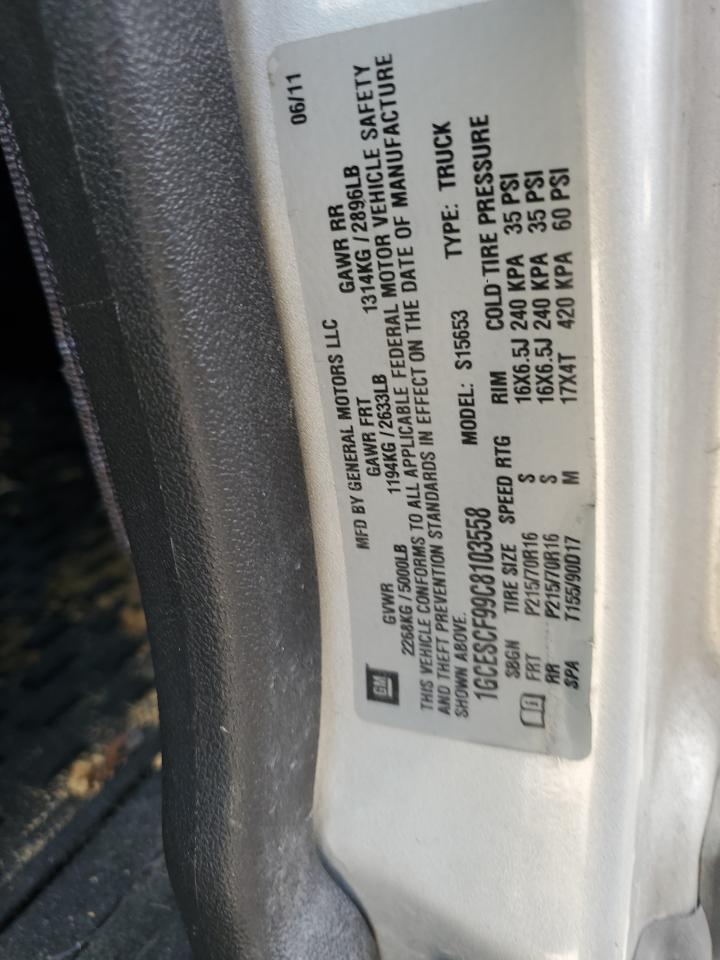 06/11
MFD BY GENERAL MOTORS LLC
GM
GVWR GAWR FRT GAWR RR
2268KG / 5000LB 1194KG / 2633LB 1314KG / 2896LB
THIS VEHICLE CONFORMS TO ALL APPLICABLE FEDERAL MOTOR VEHICLE SAFETY
AND THEFT PREVENTION STANDARDS IN EFFECT ON THE DATE OF MANUFACTURE
SHOWN ABOVE.
1GCESCF99C8103558 MODEL: S15653 TYPE: TRUCK
SBGN TIRE SIZE SPEED RTG RIM COLD TIRE PRESSURE
FRT P215/70R16 S 16X6.5J 240 KPA 35 PSI
RR P215/70R16 S 16X6.5J 240 KPA 35 PSI
SPA T155/90D17 M 17X4T 420 KPA 60 PSI